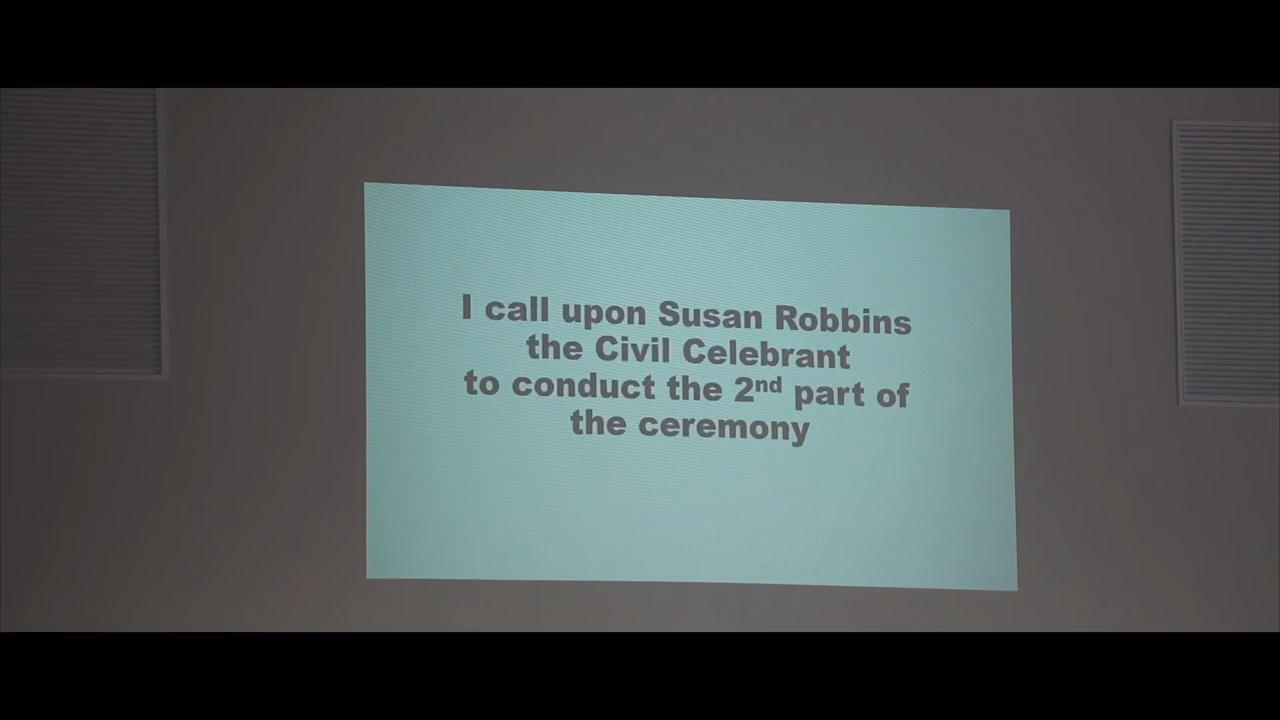 I call upon Susan Robbins
the Civil Celebrant
to conduct the 2nd part of
the ceremony